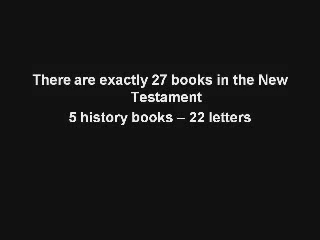 There are exactly 27 books in the New
Testament
5 history books – 22 letters